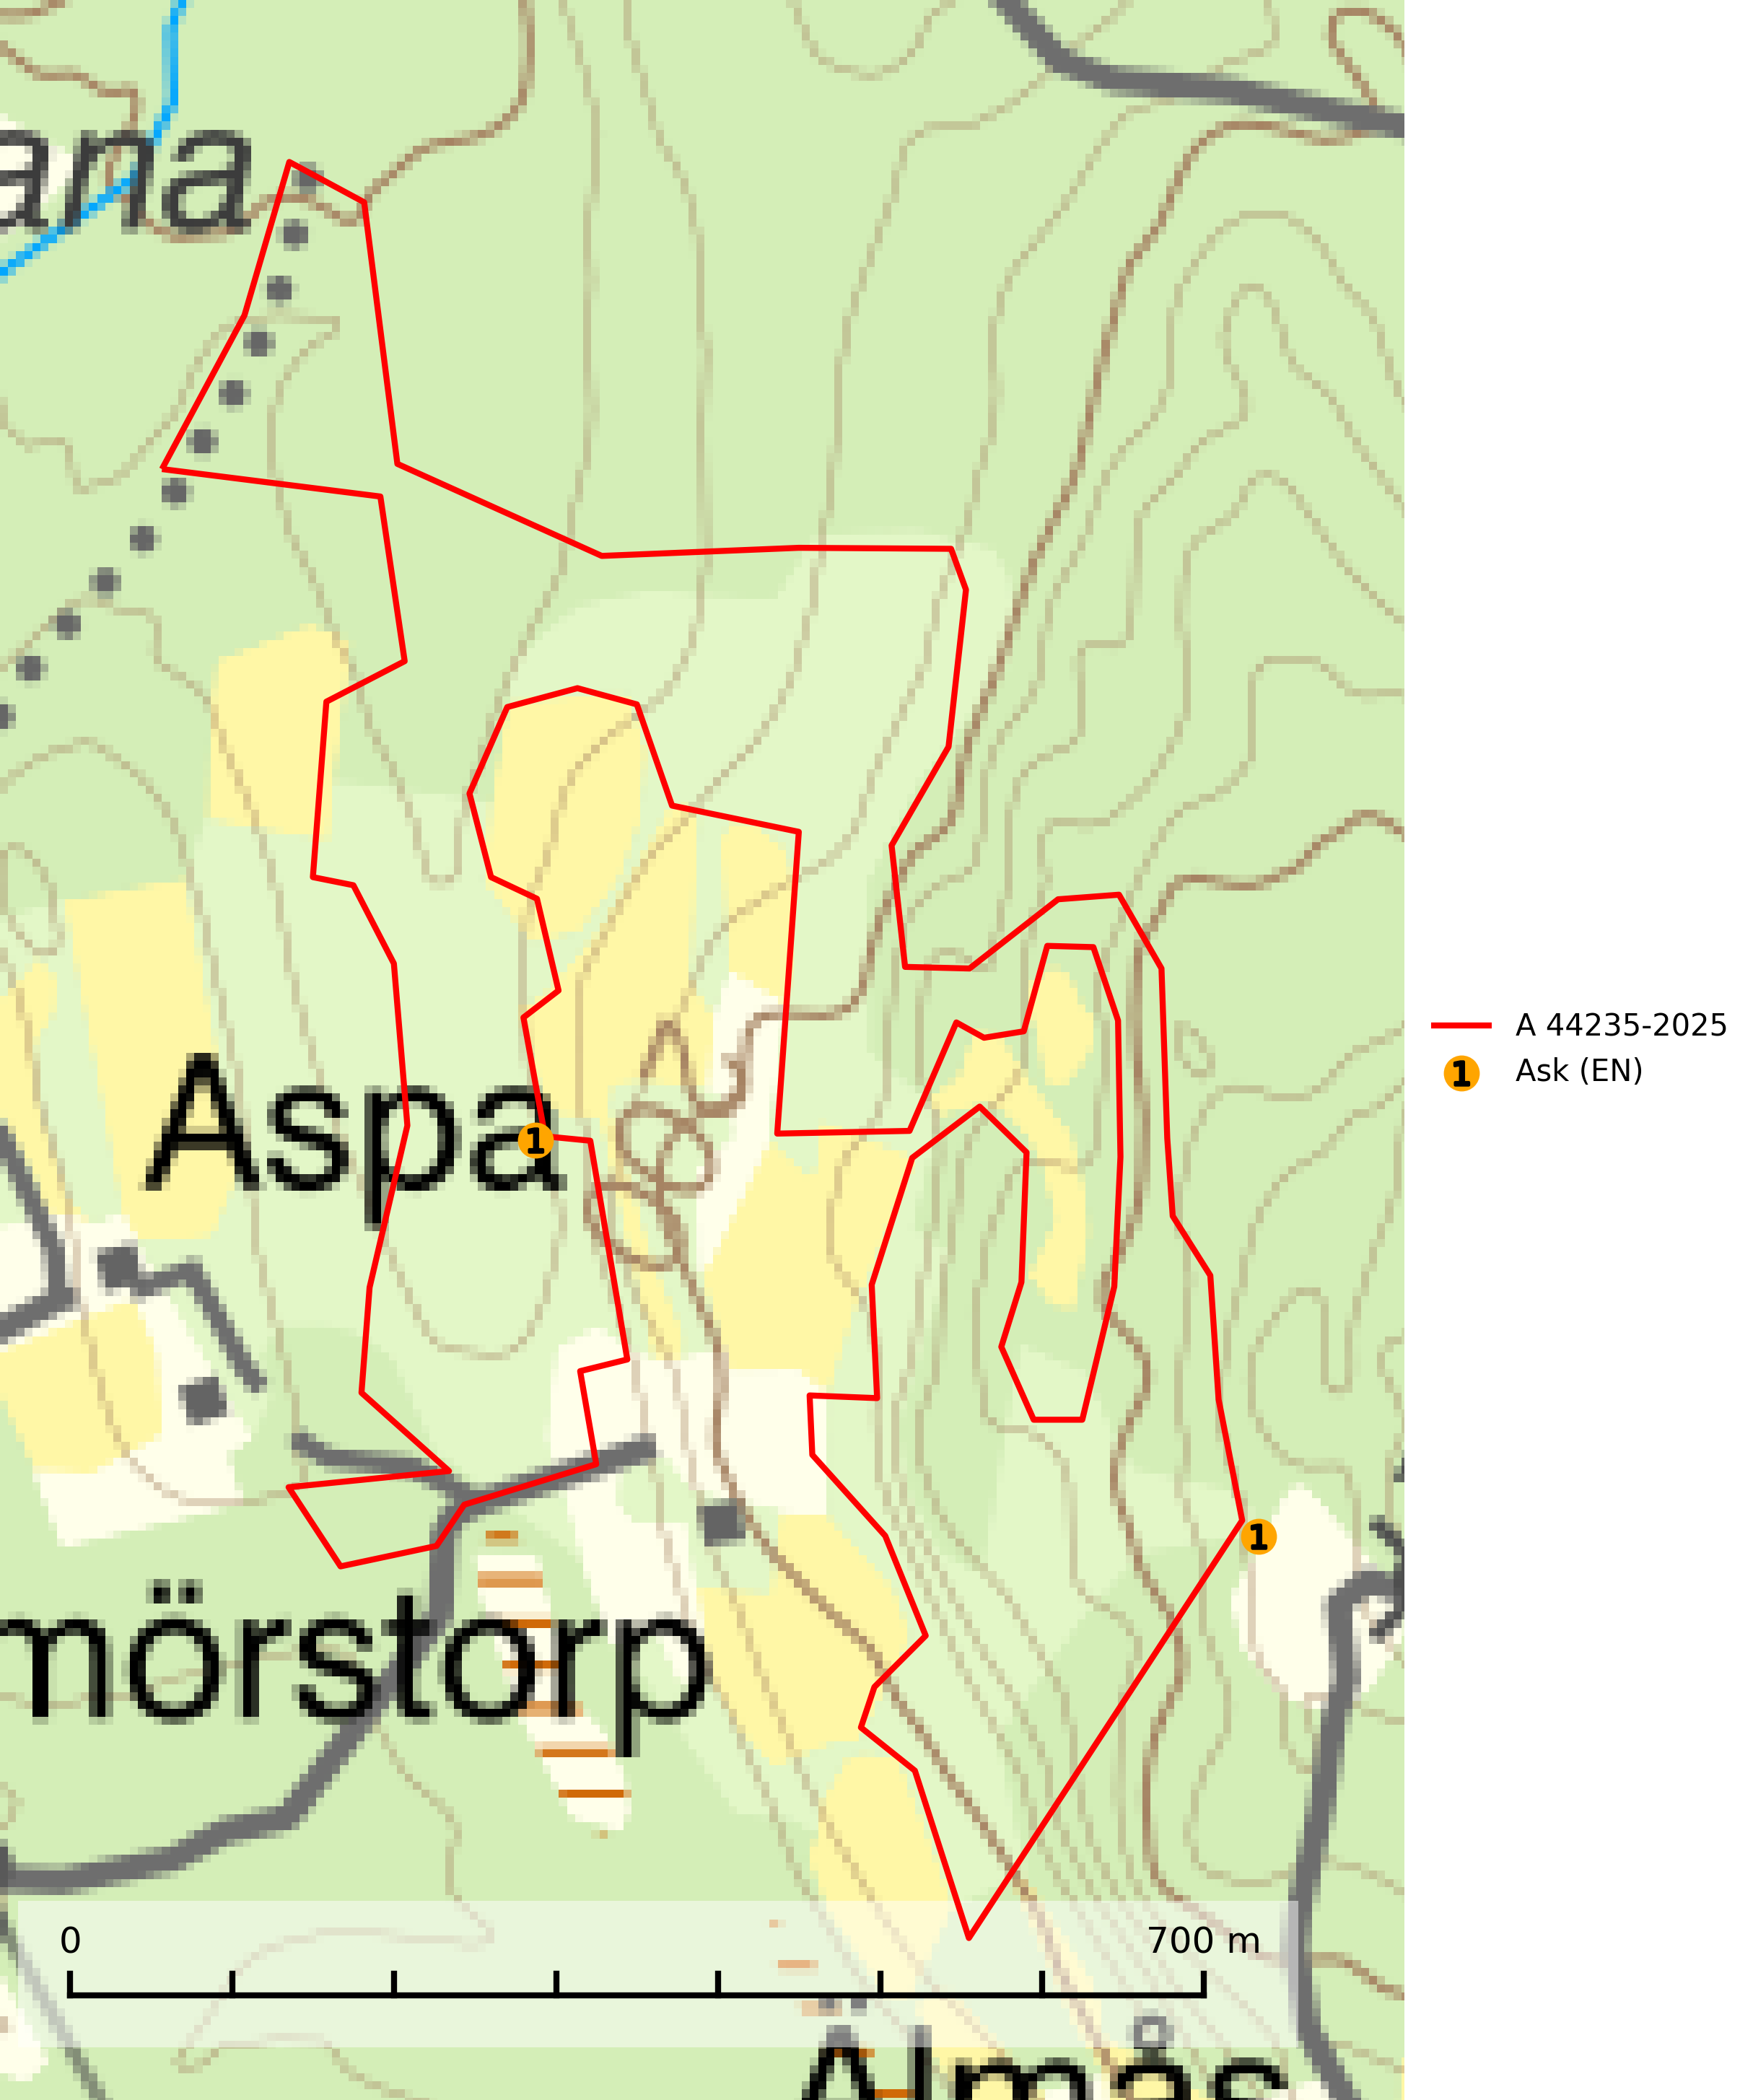 ana
Aspa
1
mörstorp
1
0 700 m
Almås
A 44235-2025
1 Ask (EN)